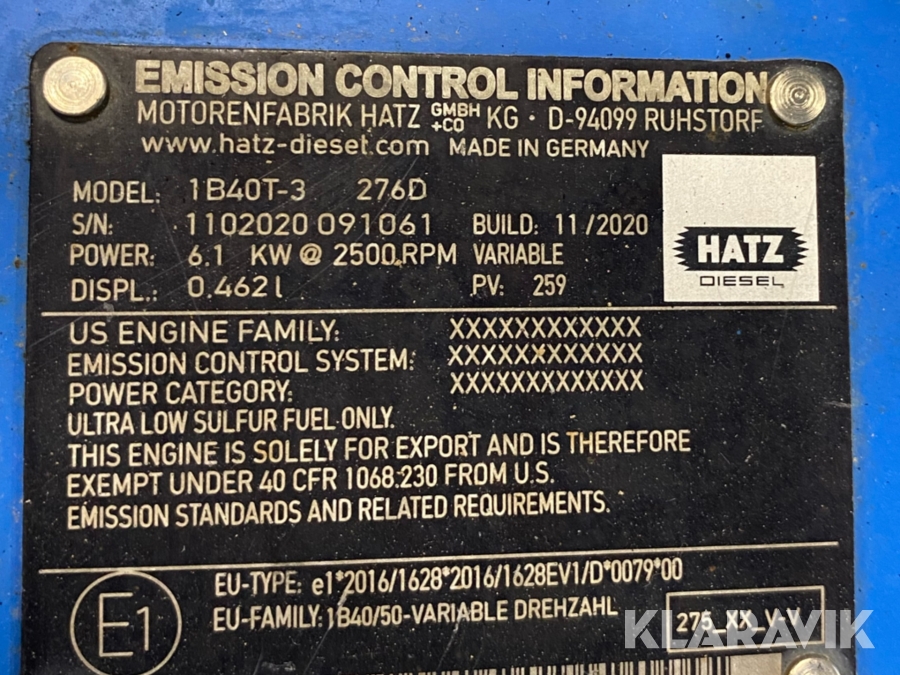 EMISSION CONTROL INFORMATION
MOTORENFABRIK HATZ GMBH +CO KG · D-94099 RUHSTORF
www.hatz-diesel.com MADE IN GERMANY
MODEL: 1B40T-3 276D
S/N: 1102020 091061 BUILD: 11/2020
POWER: 6.1 KW @ 2500 RPM VARIABLE
DISPL.: 0.462 l PV: 259
HATZ
DIESEL
US ENGINE FAMILY: XXXXXXXXXXXX
EMISSION CONTROL SYSTEM: XXXXXXXXXXXX
POWER CATEGORY: XXXXXXXXXXXX
ULTRA LOW SULFUR FUEL ONLY.
THIS ENGINE IS SOLELY FOR EXPORT AND IS THEREFORE
EXEMPT UNDER 40 CFR 1068.230 FROM U.S.
EMISSION STANDARDS AND RELATED REQUIREMENTS.
E1
EU-TYPE: e1*2016/1628*2016/1628EV1/D*0079*00
EU-FAMILY: 1B40/50-VARIABLE DREHZAHL
275_XX_V-V
KLARAVIK